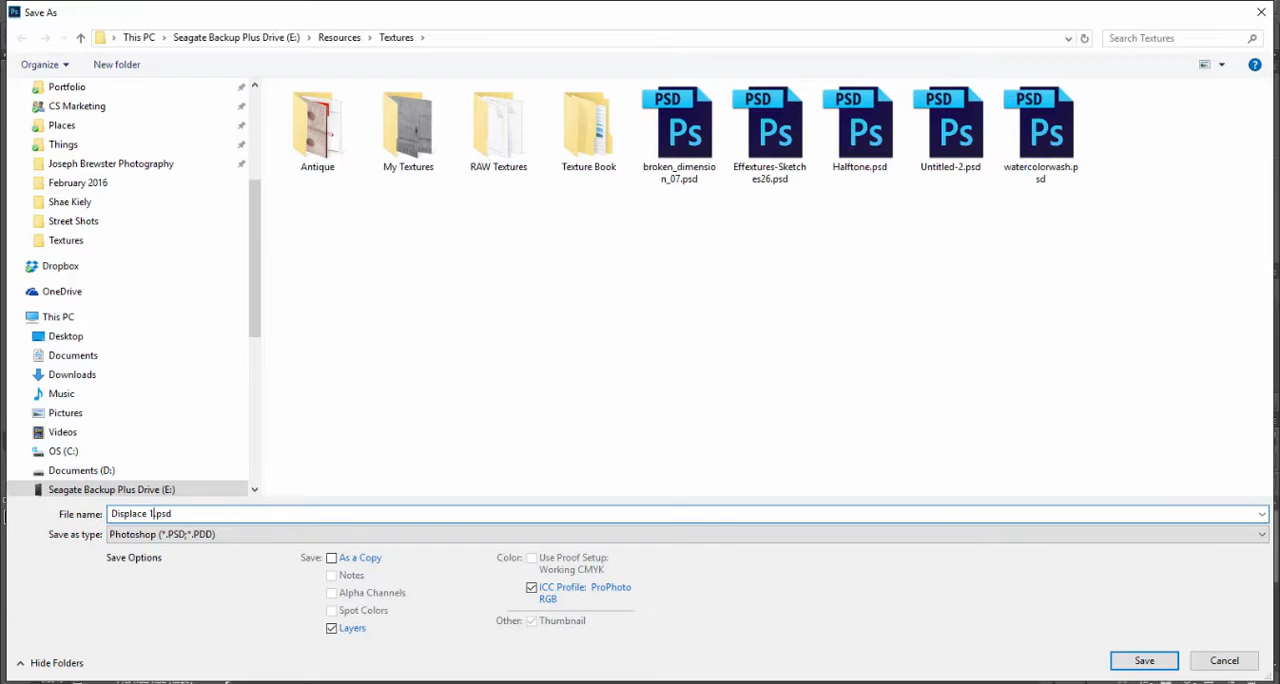 Ps Save As
This PC > Seagate Backup Plus Drive (E:) > Resources > Textures >
Search Textures
Organize
New folder
?
Portfolio
CS Marketing
Places
Things
Joseph Brewster Photography
February 2016
Shae Kiely
Street Shots
Textures
Dropbox
OneDrive
This PC
Desktop
Documents
Downloads
Music
Pictures
Videos
OS (C:)
Documents (D:)
Seagate Backup Plus Drive (E:)
PSD PSD PSD PSD PSD
Ps Ps Ps Ps Ps
Antique
My Textures
RAW Textures
Texture Book
broken_dimensio
n_07.psd
Effextures-Sketch
es26.psd
Halftone.psd
Untitled-2.psd
watercolorwash.p
sd
File name: Displace 1.psd
Save as type: Photoshop (*.PSD;*.PDD)
Save Options
Save: As a Copy
Notes
Alpha Channels
Spot Colors
Layers
Color: Use Proof Setup:
Working CMYK
ICC Profile: ProPhoto
RGB
Other: Thumbnail
Hide Folders
Save
Cancel